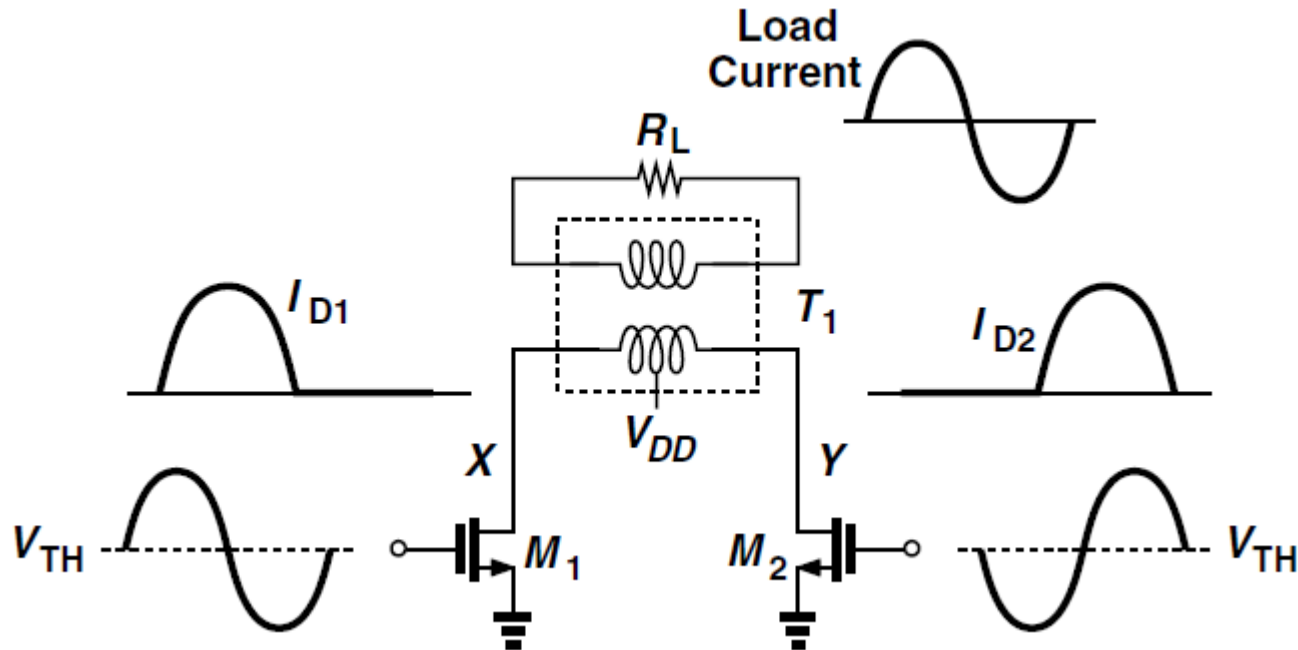 Load
Current
R_L
I_D1
T_1
I_D2
V_DD
X
Y
V_TH
M_1
M_2
V_TH